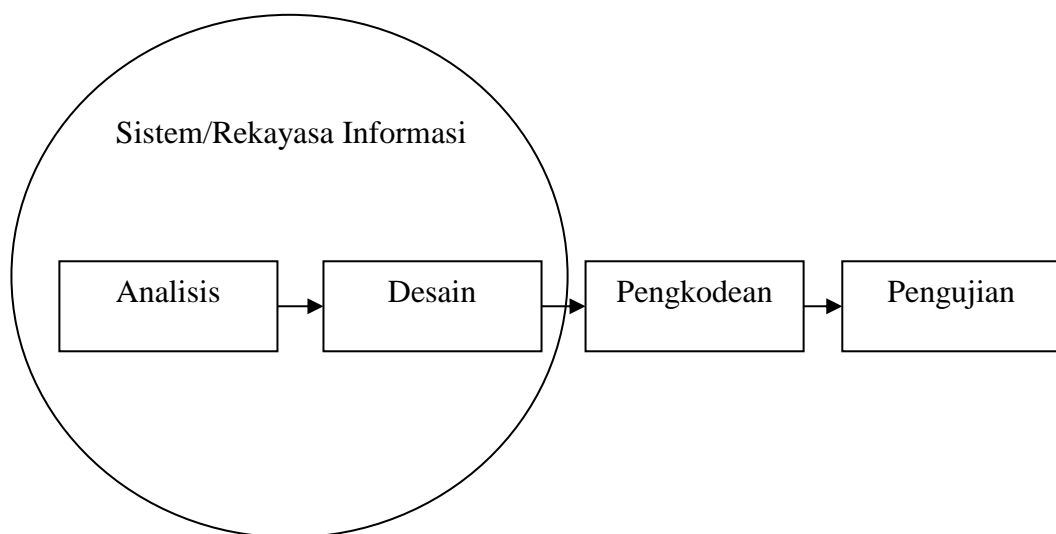 Sistem/Rekayasa Informasi
Analisis
Desain
Pengkodean
Pengujian